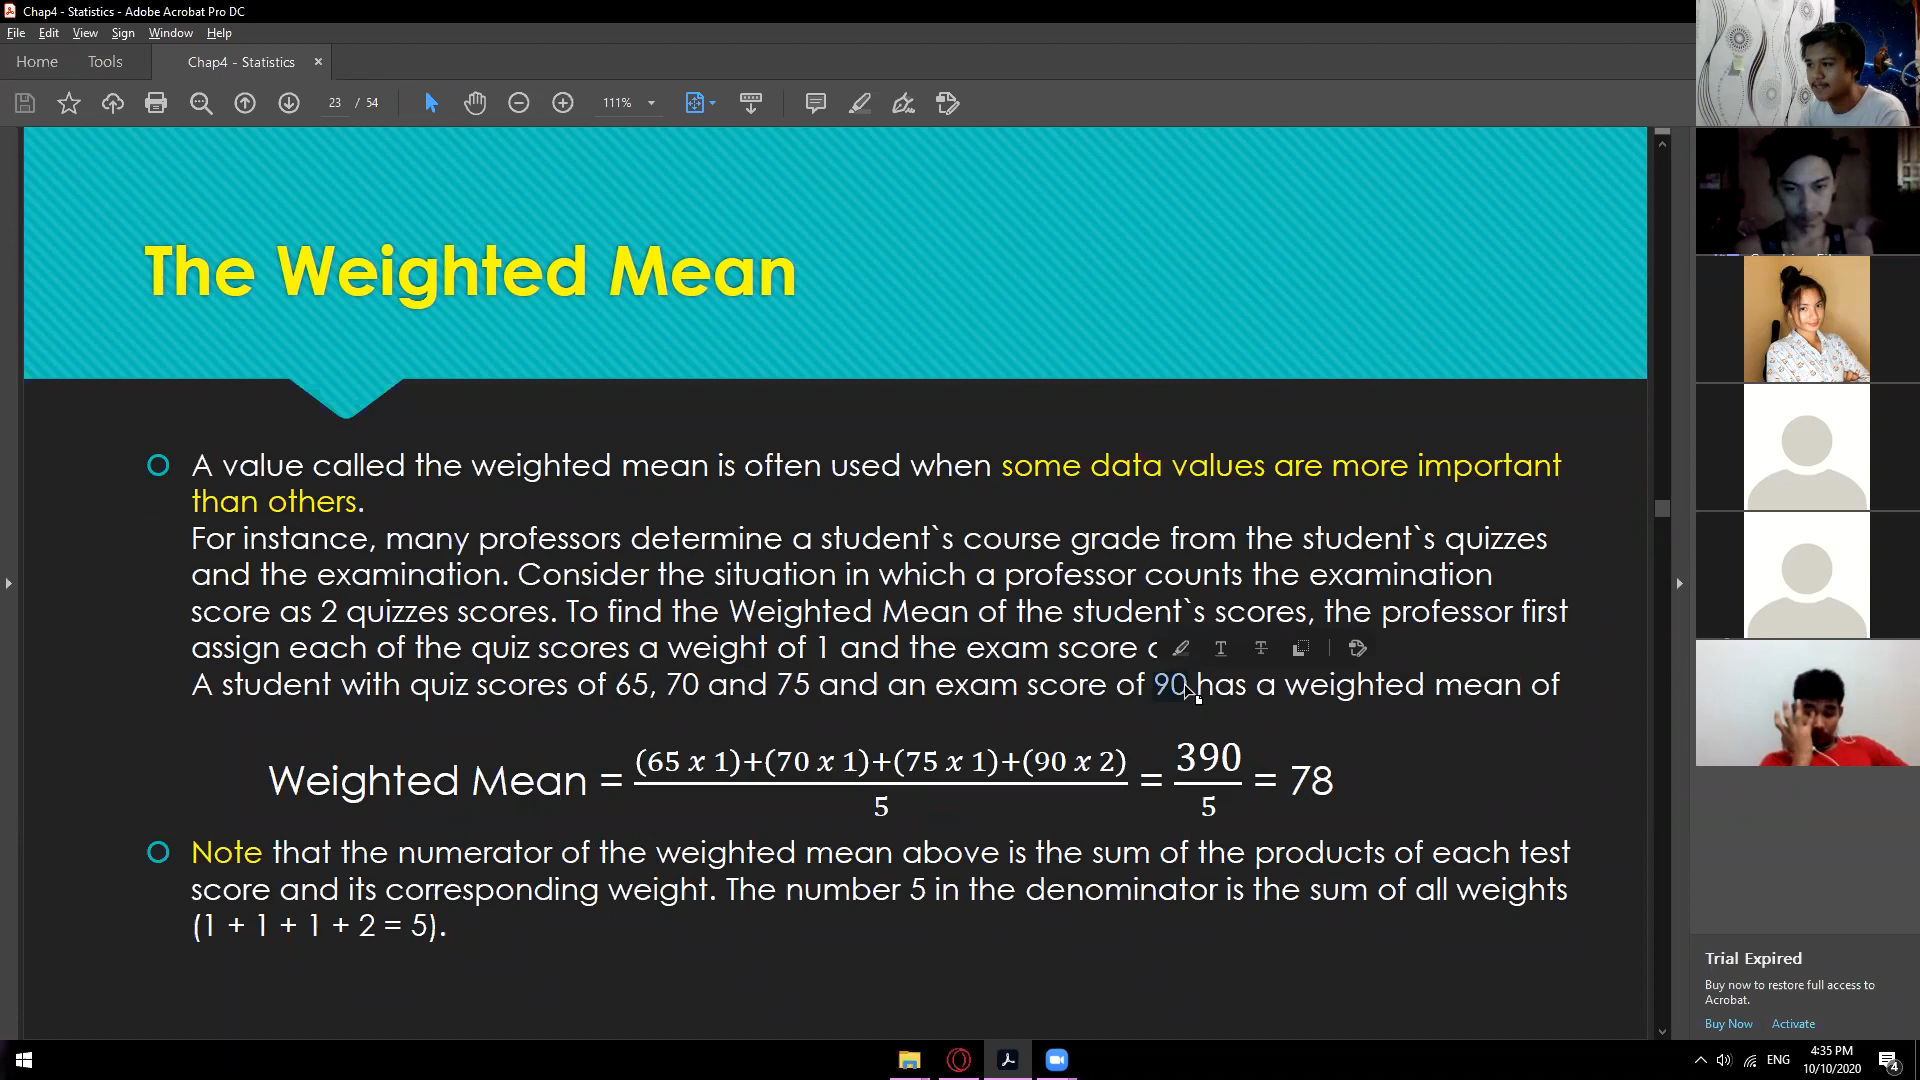 Chap4 - Statistics - Adobe Acrobat Pro DC
File Edit View Sign Window Help
Home Tools Chap4 - Statistics ×
23 / 54 111%
The Weighted Mean
A value called the weighted mean is often used when some data values are more important
than others.
For instance, many professors determine a student`s course grade from the student`s quizzes
and the examination. Consider the situation in which a professor counts the examination
score as 2 quizzes scores. To find the Weighted Mean of the student`s scores, the professor first
assign each of the quiz scores a weight of 1 and the exam score
A student with quiz scores of 65, 70 and 75 and an exam score of 90 has a weighted mean of
Weighted Mean = (65 x 1)+(70 x 1)+(75 x 1)+(90 x 2) / 5 = 390 / 5 = 78
Note that the numerator of the weighted mean above is the sum of the products of each test
score and its corresponding weight. The number 5 in the denominator is the sum of all weights
(1 + 1 + 1 + 2 = 5).
Trial Expired
Buy now to restore full access to
Acrobat.
Buy Now Activate
ENG
4:35 PM
10/10/2020
4